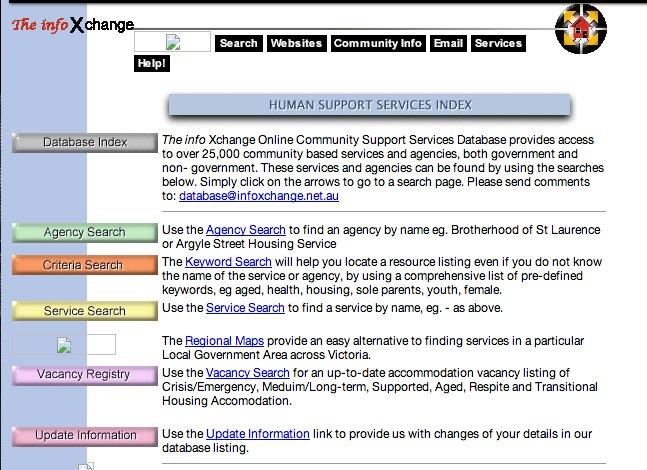 The info Xchange
Search Websites Community Info Email Services
Help!
HUMAN SUPPORT SERVICES INDEX
Database Index
The info Xchange Online Community Support Services Database provides access
to over 25,000 community based services and agencies, both government and
non- government. These services and agencies can be found by using the searches
below. Simply click on the arrows to go to a search page. Please send comments
to: database@infoxchange.net.au
Agency Search
Use the Agency Search to find an agency by name eg. Brotherhood of St Laurence
or Argyle Street Housing Service
Criteria Search
The Keyword Search will help you locate a resource listing even if you do not know
the name of the service or agency, by using a comprehensive list of pre-defined
keywords, eg aged, health, housing, sole parents, youth, female.
Service Search
Use the Service Search to find a service by name, eg. - as above.
The Regional Maps provide an easy alternative to finding services in a particular
Local Government Area across Victoria.
Vacancy Registry
Use the Vacancy Search for an up-to-date accommodation vacancy listing of
Crisis/Emergency, Meduim/Long-term, Supported, Aged, Respite and Transitional
Housing Accomodation.
Update Information
Use the Update Information link to provide us with changes of your details in our
database listing.